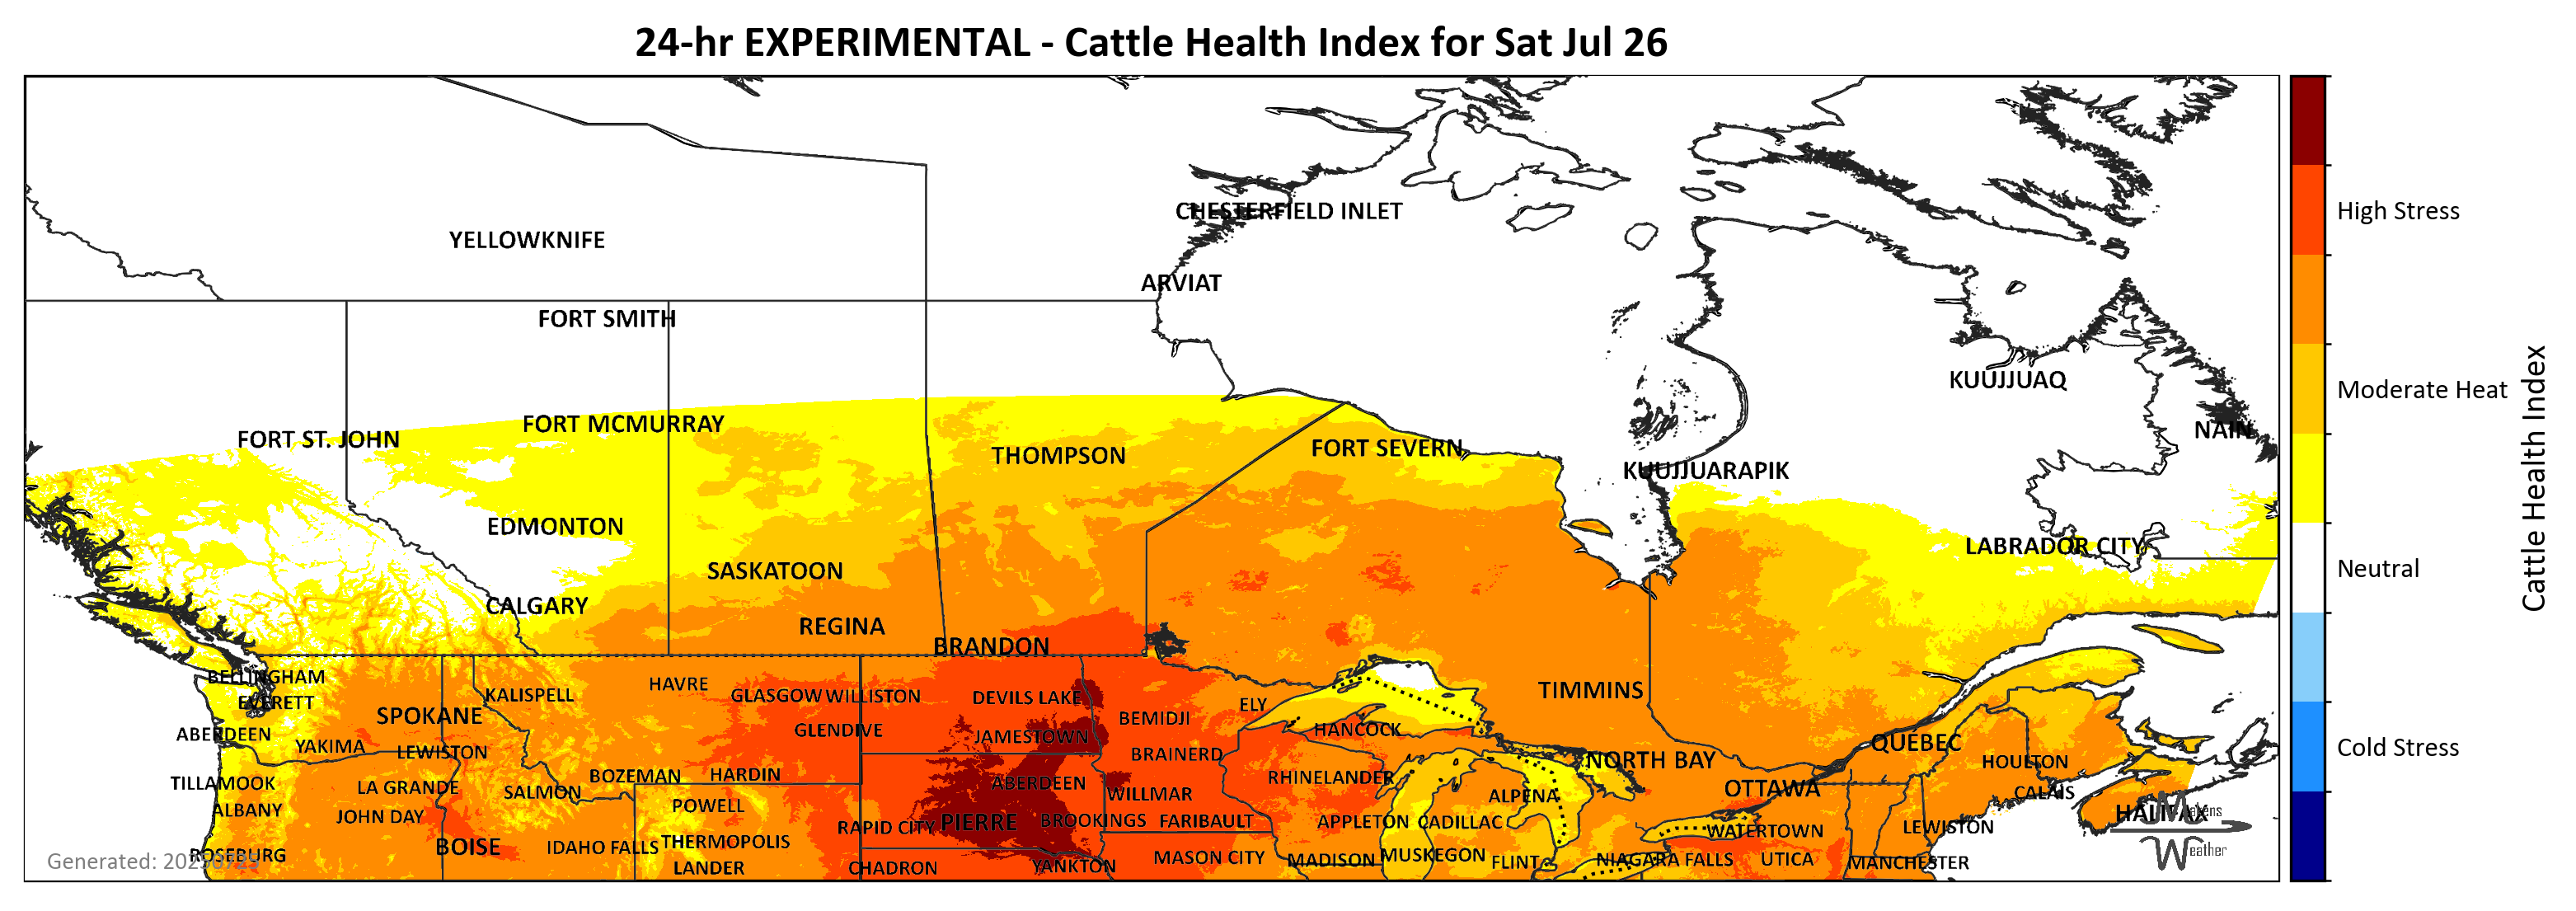 24-hr EXPERIMENTAL - Cattle Health Index for Sat Jul 26
CHESTERFIELD INLET
High Stress
YELLOWKNIFE
ARVIAT
FORT SMITH
KUUJJUAQ
Moderate Heat
FORT MCMURRAY
NAIN
FORT ST. JOHN
FORT SEVERN
THOMPSON
KUUJJUARAPIK
Cattle Health Index
EDMONTON
LABRADOR CITY
SASKATOON
Neutral
CALGARY
REGINA
BRANDON
BELLINGHAM
HAVRE
TIMMINS
KALISPELL
GLASGOW
WILLISTON
DEVILS LAKE
EVERETT
ELY
SPOKANE
BEMIDJI
HANCOCK
GLENDIVE
ABERDEEN
JAMESTOWN
QUEBEC
YAKIMA
LEWISTON
Cold Stress
BRAINERD
NORTH BAY
HOULTON
BOZEMAN
HARDIN
RHINELANDER
TILLAMOOK
LA GRANDE
ABERDEEN
OTTAWA
SALMON
WILLMAR
CALAIS
ALPENA
POWELL
ALBANY
HALIFAX
Makens
JOHN DAY
PIERRE
BROOKINGS
FARIBAULT
APPLETON
CADILLAC
RAPID CITY
LEWISTON
WATERTOWN
THERMOPOLIS
BOISE
IDAHO FALLS
Weather
ROSEBURG
MUSKEGON
MASON CITY
NIAGARA FALLS
UTICA
MADISON
FLINT
MANCHESTER
Generated:
YANKTON
LANDER
CHADRON